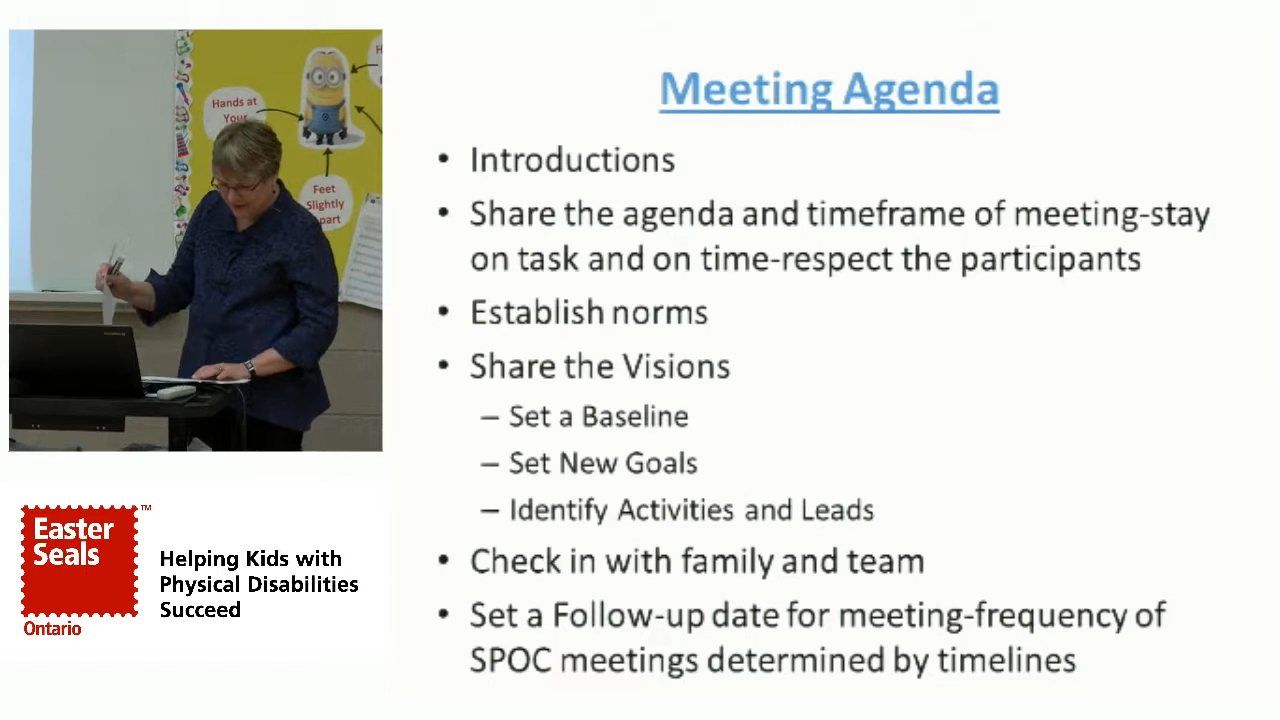 Hands at
Your
Feet
Slightly
part
Easter
Seals
™
Ontario
Helping Kids with
Physical Disabilities
Succeed
Meeting Agenda
• Introductions
• Share the agenda and timeframe of meeting-stay
on task and on time-respect the participants
• Establish norms
• Share the Visions
– Set a Baseline
– Set New Goals
– Identify Activities and Leads
• Check in with family and team
• Set a Follow-up date for meeting-frequency of
SPOC meetings determined by timelines